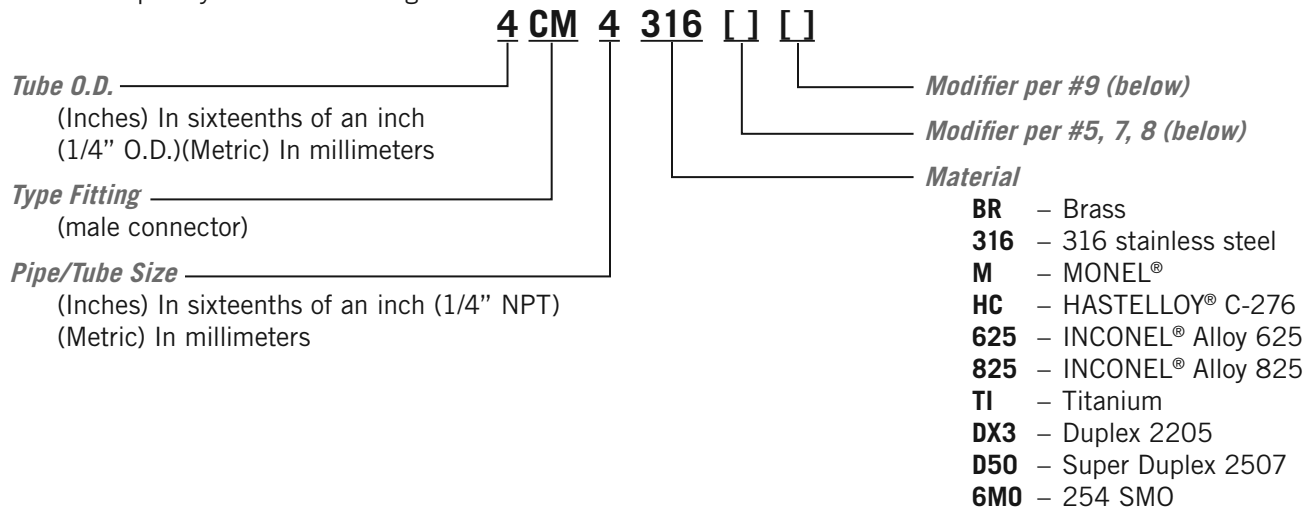 4 CM 4 316 [ ] [ ]
Tube O.D.
(Inches) In sixteenths of an inch
(1/4” O.D.)(Metric) In millimeters
Type Fitting
(male connector)
Pipe/Tube Size
(Inches) In sixteenths of an inch (1/4” NPT)
(Metric) In millimeters
Modifier per #9 (below)
Modifier per #5, 7, 8 (below)
Material
BR – Brass
316 – 316 stainless steel
M – MONEL®
HC – HASTELLOY® C-276
625 – INCONEL® Alloy 625
825 – INCONEL® Alloy 825
TI – Titanium
DX3 – Duplex 2205
D50 – Super Duplex 2507
6MO – 254 SMO